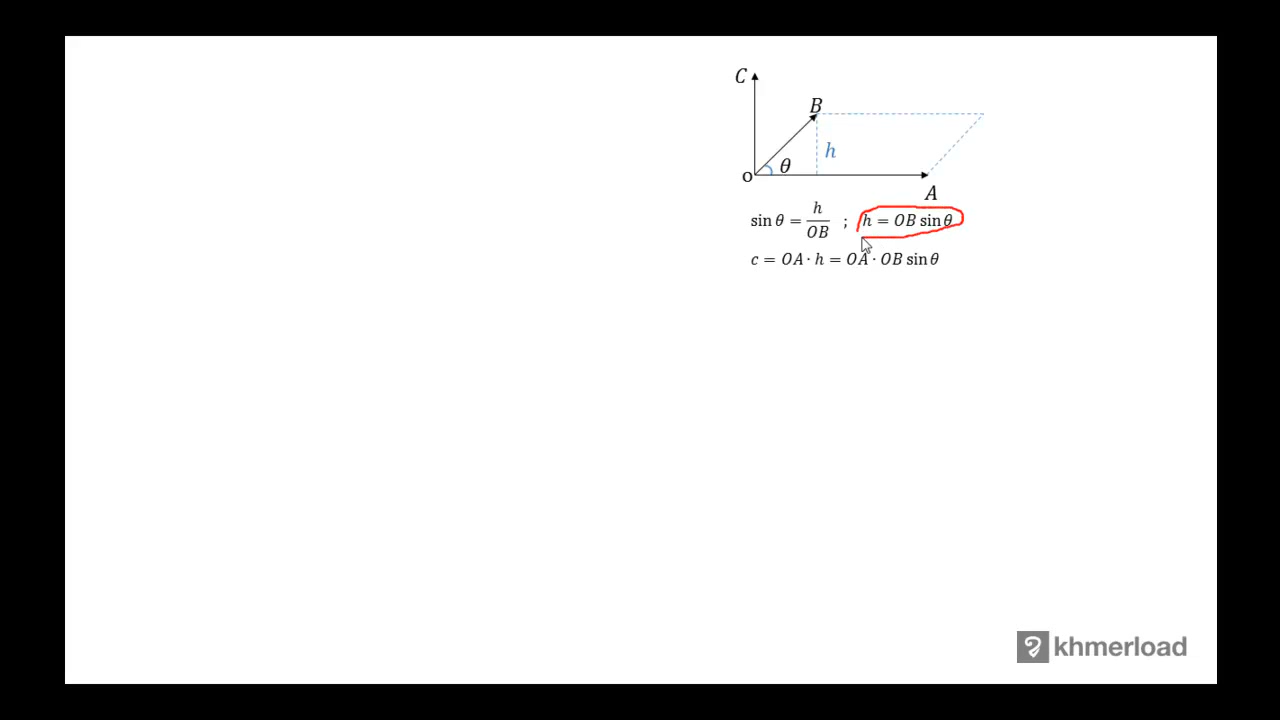 C
B
h
θ
O
A
sin θ = h/OB ; h = OB sin θ
c = OA · h = OA · OB sin θ
khmerload